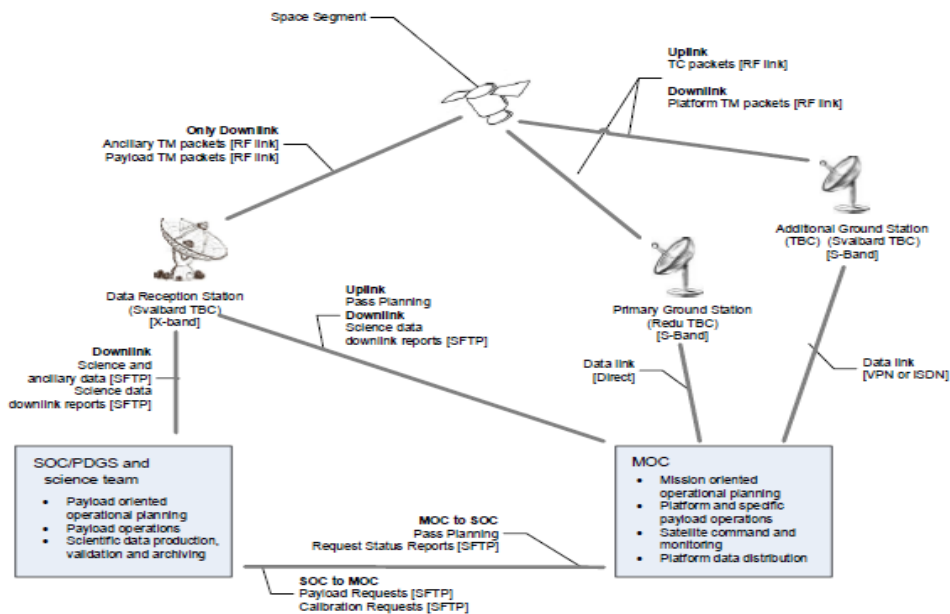 Space Segment
Uplink
TC packets [RF link]
Downlink
Platform TM packets [RF link]
Only Downlink
Ancillary TM packets [RF link]
Payload TM packets [RF link]
Additional Ground Station
(TBC) (Svalbard TBC)
[S-Band]
Data Reception Station
(Svalbard TBC)
[X-band]
Uplink
Pass Planning
Downlink
Science data
downlink reports [SFTP]
Primary Ground Station
(Redu TBC)
[S-Band]
Downlink
Science and
ancillary data [SFTP]
Science data
downlink reports [SFTP]
Data link
[Direct]
Data link
[VPN or ISDN]
SOC/PDGS and
science team
• Payload oriented
operational planning
• Payload operations
• Scientific data production,
validation and archiving
MOC
• Mission oriented
operational planning
• Platform and specific
payload operations
• Satellite command and
monitoring
• Platform data distribution
MOC to SOC
Pass Planning
Request Status Reports [SFTP]
SOC to MOC
Payload Requests [SFTP]
Calibration Requests [SFTP]